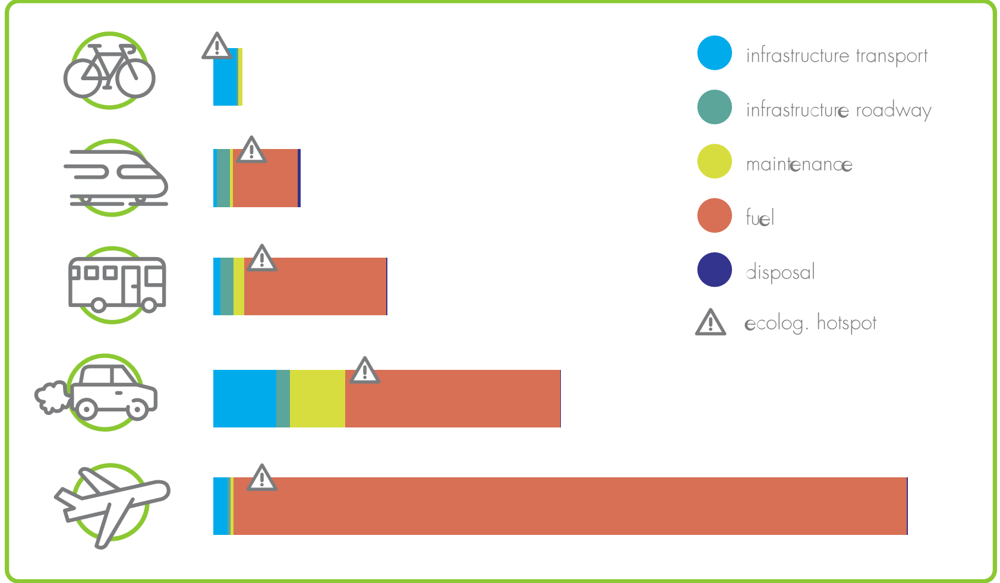 infrastructure transport
infrastructure roadway
maintenance
fuel
disposal
ecolog. hotspot